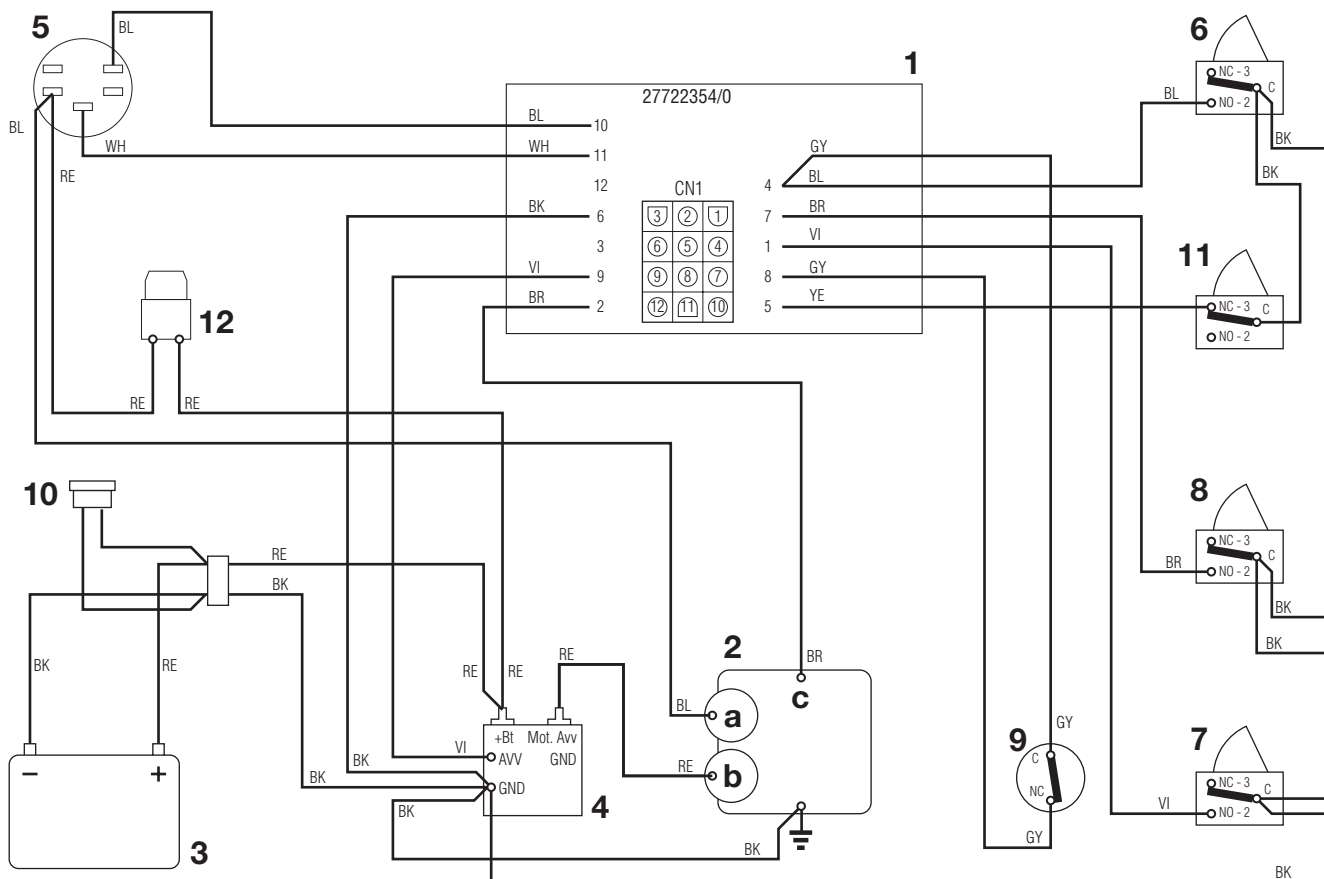 5
BL
6
NC - 3
C
NO - 2
BL
BK
BK
1
27722354/0
BL
WH
RE
BL 10
WH 11
12
BK 6
3
VI 9
BR 2
CN1
3 2 1
6 5 4
9 8 7
12 11 10
GY
4 BL
7 BR
1 VI
8 GY
5 YE
11
NC - 3
C
NO - 2
12
RE
RE
10
RE
BK
BK
RE
8
NC - 3
C
BR
NO - 2
BK
BK
2
BR
RE
RE
RE
BL
a
c
b
RE
+Bt
Mot. Avv
VI
AVV
GND
BK
BK
GND
BK
4
BK
–
+
3
GY
9
C
NC
GY
7
NC - 3
C
VI
NO - 2
BK